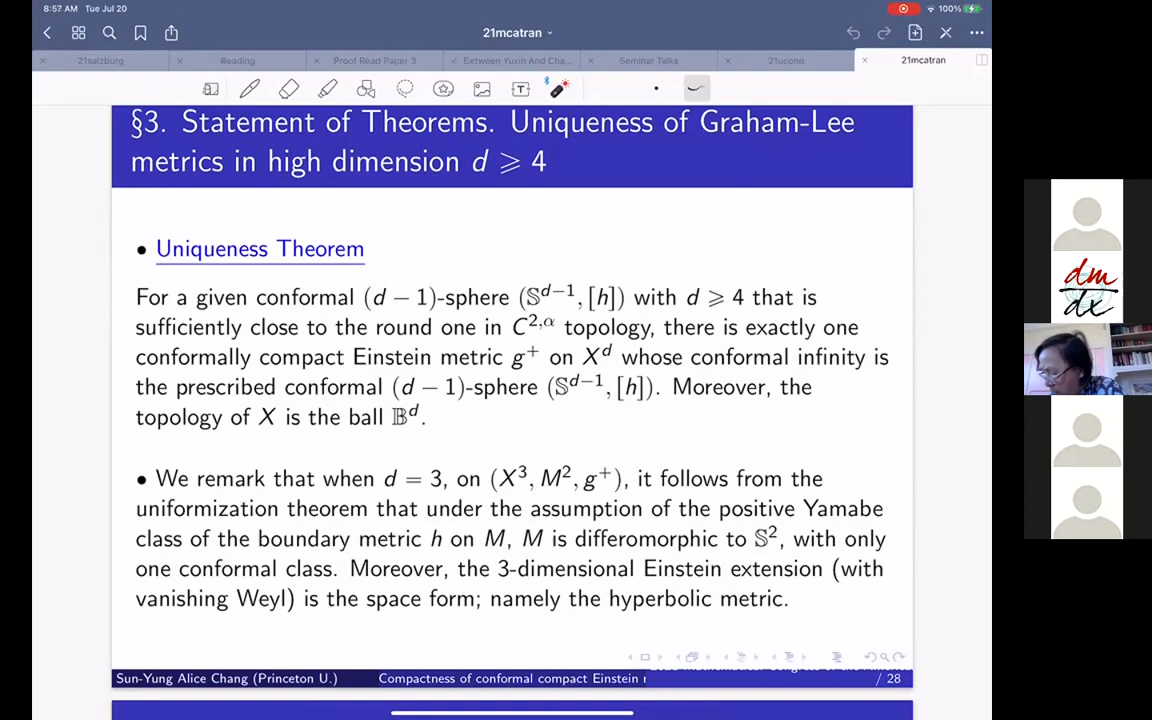 8:57 AM Tue Jul 20
100%
21mcatran
21salzburg
Reading
Proof Read Paper 3
Between Yuxin And Cha...
Seminar Talks
21uconn
21mcatran
§3. Statement of Theorems. Uniqueness of Graham-Lee
metrics in high dimension d ⩾ 4
• Uniqueness Theorem
For a given conformal (d − 1)-sphere (𝕊^{d−1}, [h]) with d ⩾ 4 that is
sufficiently close to the round one in C^{2,α} topology, there is exactly one
conformally compact Einstein metric g⁺ on X^d whose conformal infinity is
the prescribed conformal (d − 1)-sphere (𝕊^{d−1}, [h]). Moreover, the
topology of X is the ball 𝔹^d.
• We remark that when d = 3, on (X³, M², g⁺), it follows from the
uniformization theorem that under the assumption of the positive Yamabe
class of the boundary metric h on M, M is differomorphic to 𝕊², with only
one conformal class. Moreover, the 3-dimensional Einstein extension (with
vanishing Weyl) is the space form; namely the hyperbolic metric.
Sun-Yung Alice Chang (Princeton U.)
Compactness of conformal compact Einstein
/ 28
dm
dx